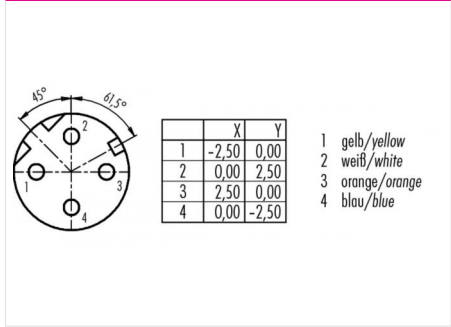 45°
61,5°
2
1
3
4
X Y
1 -2,50 0,00
2 0,00 2,50
3 2,50 0,00
4 0,00 -2,50
1 gelb/yellow
2 weiß/white
3 orange/orange
4 blau/blue